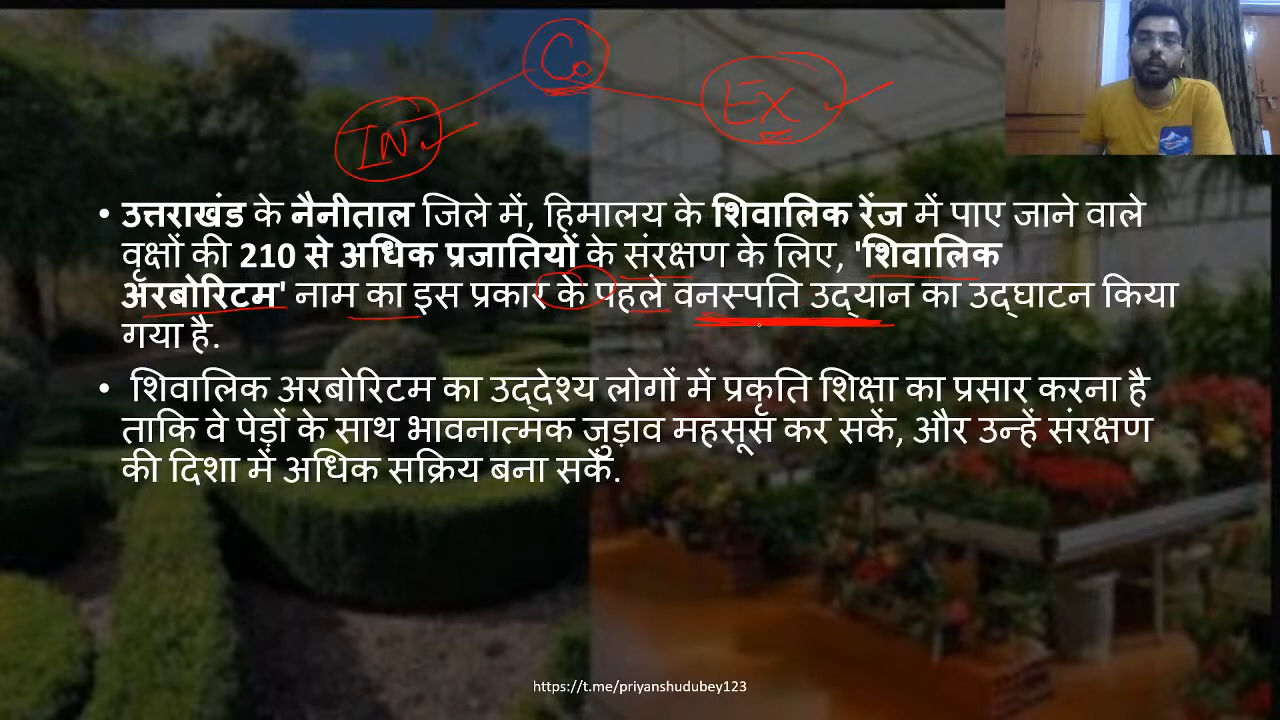 Co
IN
EX
• उत्तराखंड के नैनीताल जिले में, हिमालय के शिवालिक रेंज में पाए जाने वाले
वृक्षों की 210 से अधिक प्रजातियों के संरक्षण के लिए, 'शिवालिक
अरबोरिटम' नाम का इस प्रकार के पहले वनस्पति उद्यान का उद्घाटन किया
गया है.
• शिवालिक अरबोरिटम का उद्देश्य लोगों में प्रकृति शिक्षा का प्रसार करना है
ताकि वे पेड़ों के साथ भावनात्मक जुड़ाव महसूस कर सकें, और उन्हें संरक्षण
की दिशा में अधिक सक्रिय बना सकें.
https://t.me/priyanshudubey123